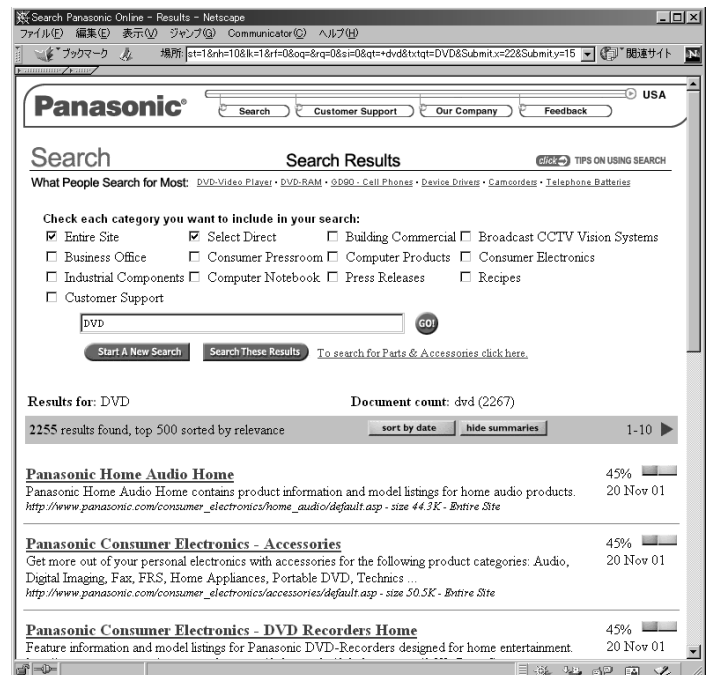 Search Panasonic Online - Results - Netscape
ファイル(F) 編集(E) 表示(V) ジャンプ(G) Communicator(C) ヘルプ(H)
ブックマーク 場所: st=1&nh=10&lk=1&rf=0&oq=&rq=0&si=0&qt=+dvd&txtqt=DVD&Submit.x=22&Submit.y=15 関連サイト N
Panasonic®
USA
Search Customer Support Our Company Feedback
Search Search Results click TIPS ON USING SEARCH
What People Search for Most: DVD-Video Player • DVD-RAM • GD90 - Cell Phones • Device Drivers • Camcorders • Telephone Batteries
Check each category you want to include in your search:
Entire Site Select Direct Building Commercial Broadcast CCTV Vision Systems
Business Office Consumer Pressroom Computer Products Consumer Electronics
Industrial Components Computer Notebook Press Releases Recipes
Customer Support
DVD GO!
Start A New Search Search These Results To search for Parts & Accessories click here.
Results for: DVD Document count: dvd (2267)
2255 results found, top 500 sorted by relevance sort by date hide summaries 1-10
Panasonic Home Audio Home 45%
Panasonic Home Audio Home contains product information and model listings for home audio products. 20 Nov 01
http://www.panasonic.com/consumer_electronics/home_audio/default.asp - size 44.3K - Entire Site
Panasonic Consumer Electronics - Accessories 45%
Get more out of your personal electronics with accessories for the following product categories: Audio, 20 Nov 01
Digital Imaging, Fax, FRS, Home Appliances, Portable DVD, Technics ...
http://www.panasonic.com/consumer_electronics/accessories/default.asp - size 50.5K - Entire Site
Panasonic Consumer Electronics - DVD Recorders Home 45%
Feature information and model listings for Panasonic DVD-Recorders designed for home entertainment. 20 Nov 01